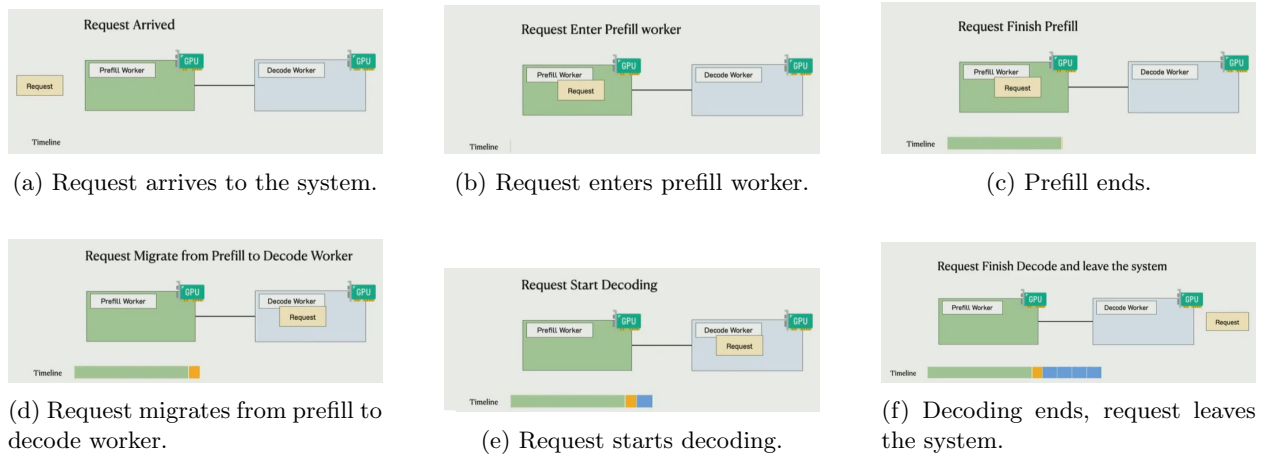 Request Arrived
GPU
GPU
Prefill Worker
Decode Worker
Request
Timeline
(a) Request arrives to the system.
Request Enter Prefill worker
GPU
GPU
Prefill Worker
Decode Worker
Request
Timeline
(b) Request enters prefill worker.
Request Finish Prefill
GPU
GPU
Prefill Worker
Decode Worker
Request
Timeline
(c) Prefill ends.
Request Migrate from Prefill to Decode Worker
GPU
GPU
Prefill Worker
Decode Worker
Request
Timeline
(d) Request migrates from prefill to
decode worker.
Request Start Decoding
GPU
GPU
Prefill Worker
Decode Worker
Request
Timeline
(e) Request starts decoding.
Request Finish Decode and leave the system
GPU
GPU
Prefill Worker
Decode Worker
Request
Timeline
(f) Decoding ends, request leaves
the system.